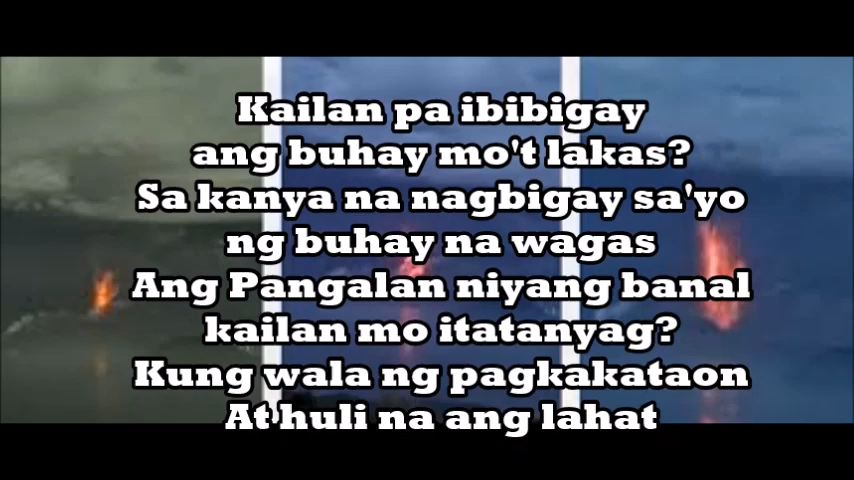 Kailan pa ibibigay
ang buhay mo't lakas?
Sa kanya na nagbigay sa'yo
ng buhay na wagas
Ang Pangalan niyang banal
kailan mo itatanyag?
Kung wala ng pagkakataon
At huli na ang lahat